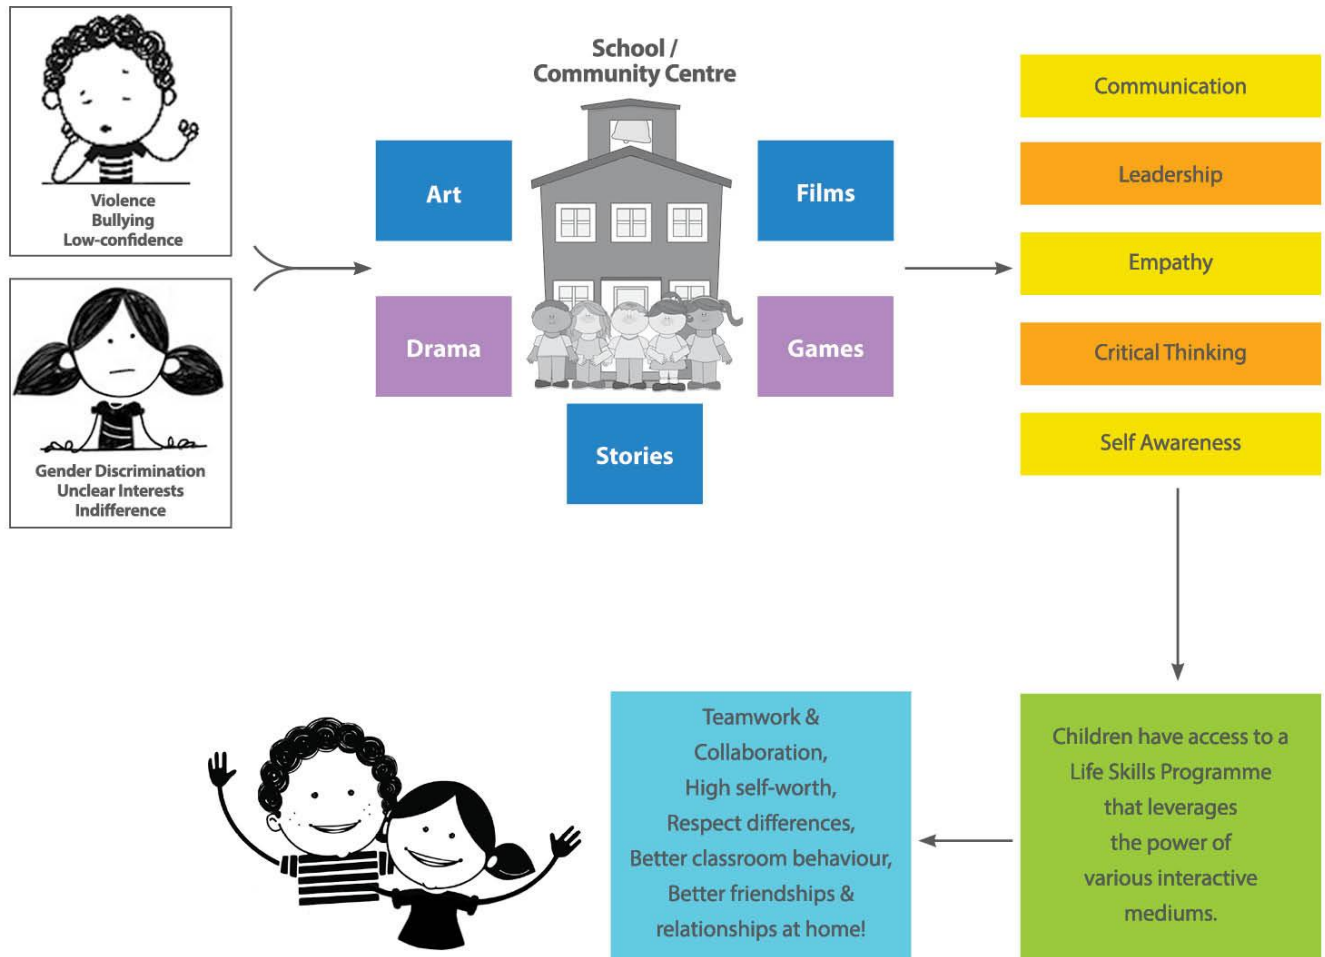 Violence
Bullying
Low-confidence
Gender Discrimination
Unclear Interests
Indifference
School /
Community Centre
Art
Films
Drama
Games
Stories
Communication
Leadership
Empathy
Critical Thinking
Self Awareness
Children have access to a
Life Skills Programme
that leverages
the power of
various interactive
mediums.
Teamwork &
Collaboration,
High self-worth,
Respect differences,
Better classroom behaviour,
Better friendships &
relationships at home!